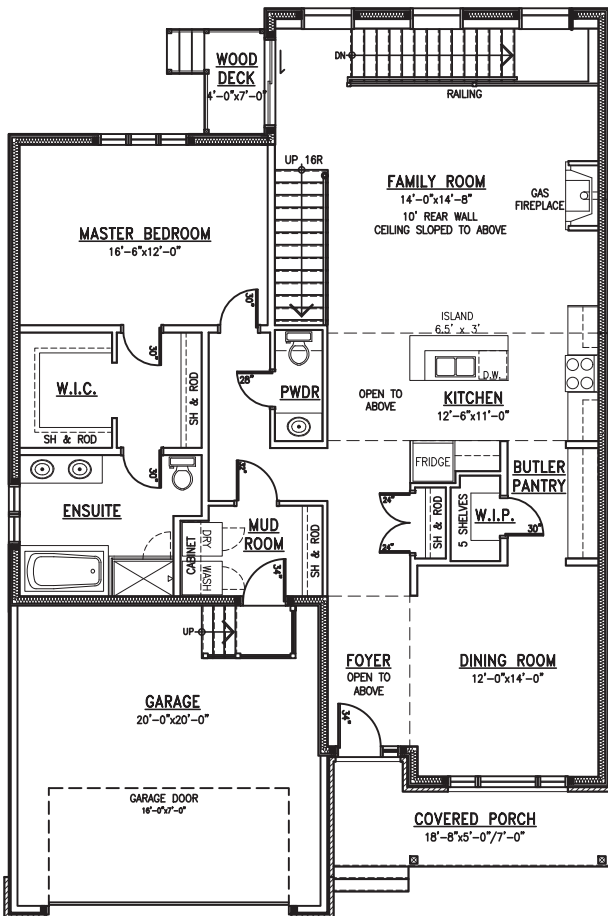 WOOD
DECK
4'-0"x7'-0"
DN
RAILING
UP 16R
FAMILY ROOM
14'-0"x14'-8"
10' REAR WALL
CEILING SLOPED TO ABOVE
GAS
FIREPLACE
MASTER BEDROOM
16'-6"x12'-0"
30"
30"
ISLAND
6.5' x 3'
D.W.
W.I.C.
SH & ROD
SH & ROD
28"
PWDR
OPEN TO
ABOVE
KITCHEN
12'-6"x11'-0"
30"
FRIDGE
BUTLER
PANTRY
ENSUITE
24"
24"
SH & ROD
5 SHELVES
W.I.P.
30"
MUD
ROOM
CABINET
DRY
WASH
34"
SH & ROD
UP
FOYER
OPEN TO
ABOVE
DINING ROOM
12'-0"x14'-0"
GARAGE
20'-0"x20'-0"
34"
GARAGE DOOR
16'-0"x7'-0"
COVERED PORCH
18'-8"x5'-0"/7'-0"